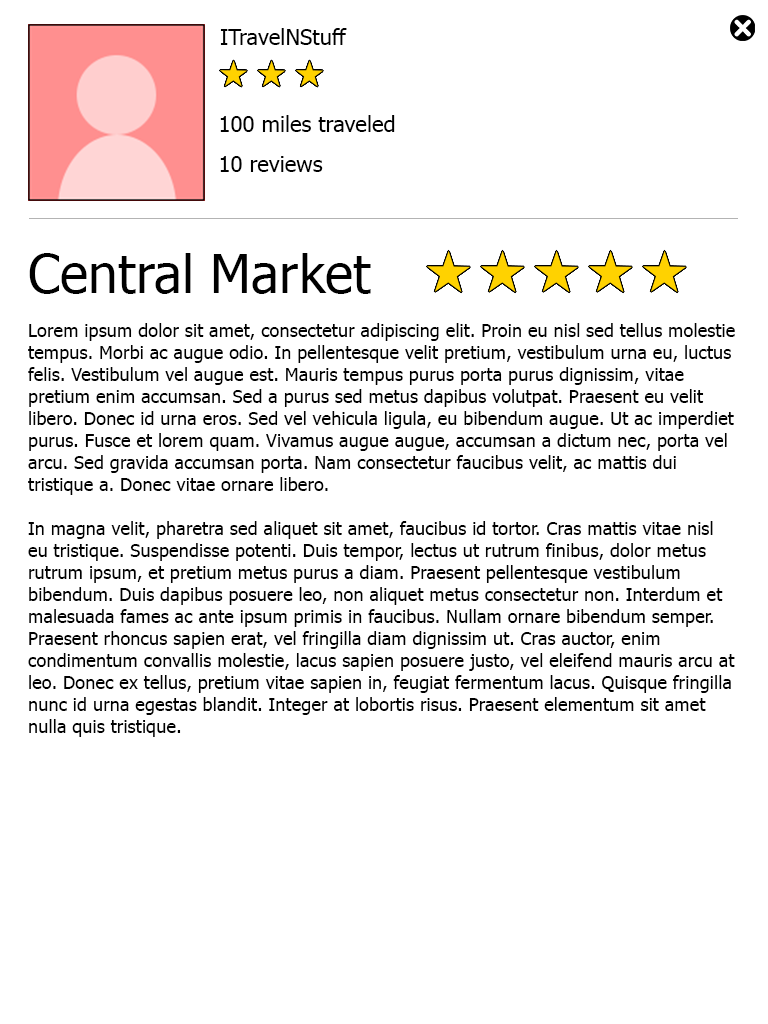 ITravelNStuff
100 miles traveled
10 reviews
Central Market
Lorem ipsum dolor sit amet, consectetur adipiscing elit. Proin eu nisl sed tellus molestie
tempus. Morbi ac augue odio. In pellentesque velit pretium, vestibulum urna eu, luctus
felis. Vestibulum vel augue est. Mauris tempus purus porta purus dignissim, vitae
pretium enim accumsan. Sed a purus sed metus dapibus volutpat. Praesent eu velit
libero. Donec id urna eros. Sed vel vehicula ligula, eu bibendum augue. Ut ac imperdiet
purus. Fusce et lorem quam. Vivamus augue augue, accumsan a dictum nec, porta vel
arcu. Sed gravida accumsan porta. Nam consectetur faucibus velit, ac mattis dui
tristique a. Donec vitae ornare libero.
In magna velit, pharetra sed aliquet sit amet, faucibus id tortor. Cras mattis vitae nisl
eu tristique. Suspendisse potenti. Duis tempor, lectus ut rutrum finibus, dolor metus
rutrum ipsum, et pretium metus purus a diam. Praesent pellentesque vestibulum
bibendum. Duis dapibus posuere leo, non aliquet metus consectetur non. Interdum et
malesuada fames ac ante ipsum primis in faucibus. Nullam ornare bibendum semper.
Praesent rhoncus sapien erat, vel fringilla diam dignissim ut. Cras auctor, enim
condimentum convallis molestie, lacus sapien posuere justo, vel eleifend mauris arcu at
leo. Donec ex tellus, pretium vitae sapien in, feugiat fermentum lacus. Quisque fringilla
nunc id urna egestas blandit. Integer at lobortis risus. Praesent elementum sit amet
nulla quis tristique.